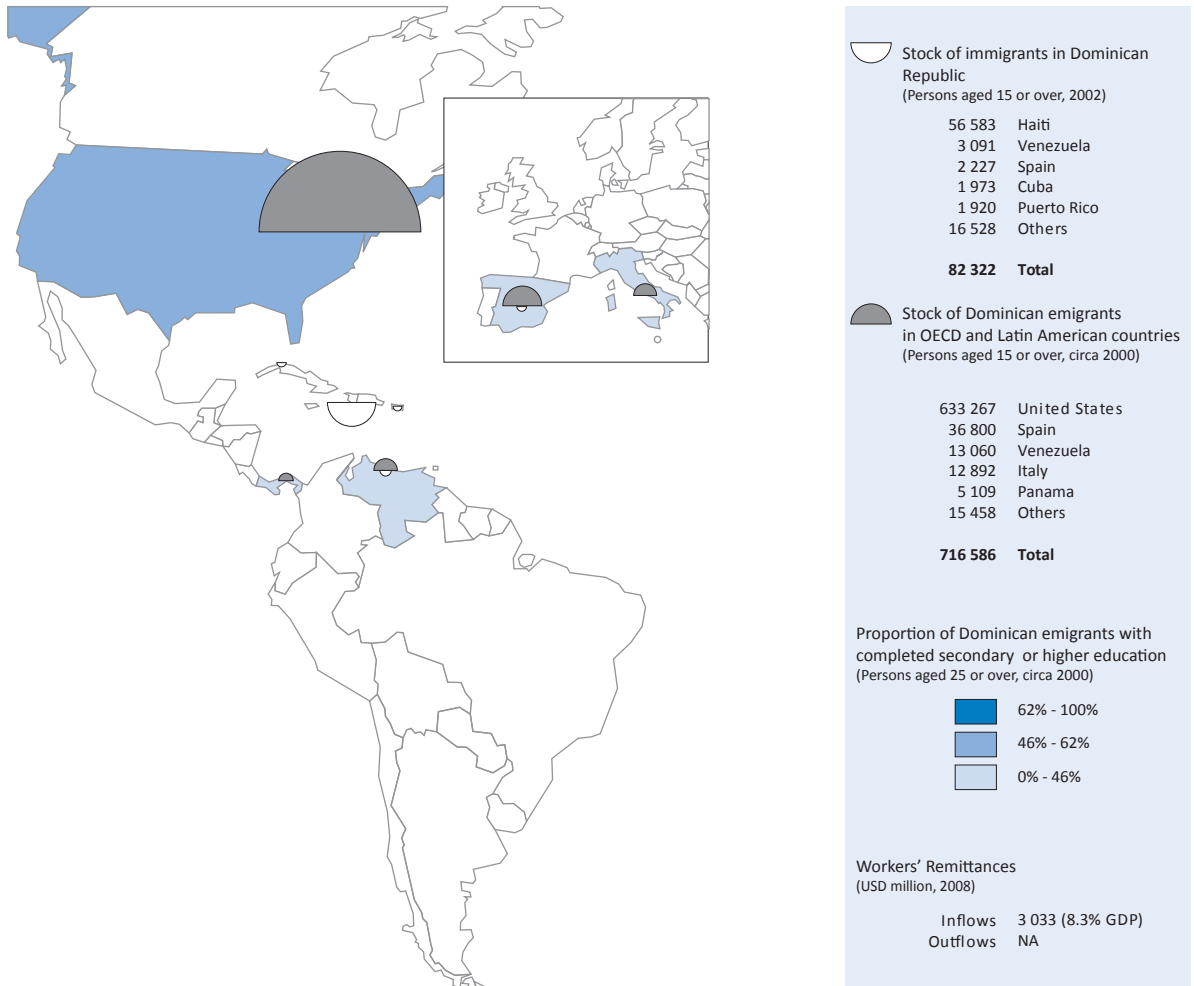 Stock of immigrants in Dominican
Republic
(Persons aged 15 or over, 2002)
56 583 Haiti
3 091 Venezuela
2 227 Spain
1 973 Cuba
1 920 Puerto Rico
16 528 Others
82 322 Total
Stock of Dominican emigrants
in OECD and Latin American countries
(Persons aged 15 or over, circa 2000)
633 267 United States
36 800 Spain
13 060 Venezuela
12 892 Italy
5 109 Panama
15 458 Others
716 586 Total
Proportion of Dominican emigrants with
completed secondary or higher education
(Persons aged 25 or over, circa 2000)
62% - 100%
46% - 62%
0% - 46%
Workers' Remittances
(USD million, 2008)
Inflows 3 033 (8.3% GDP)
Outflows NA